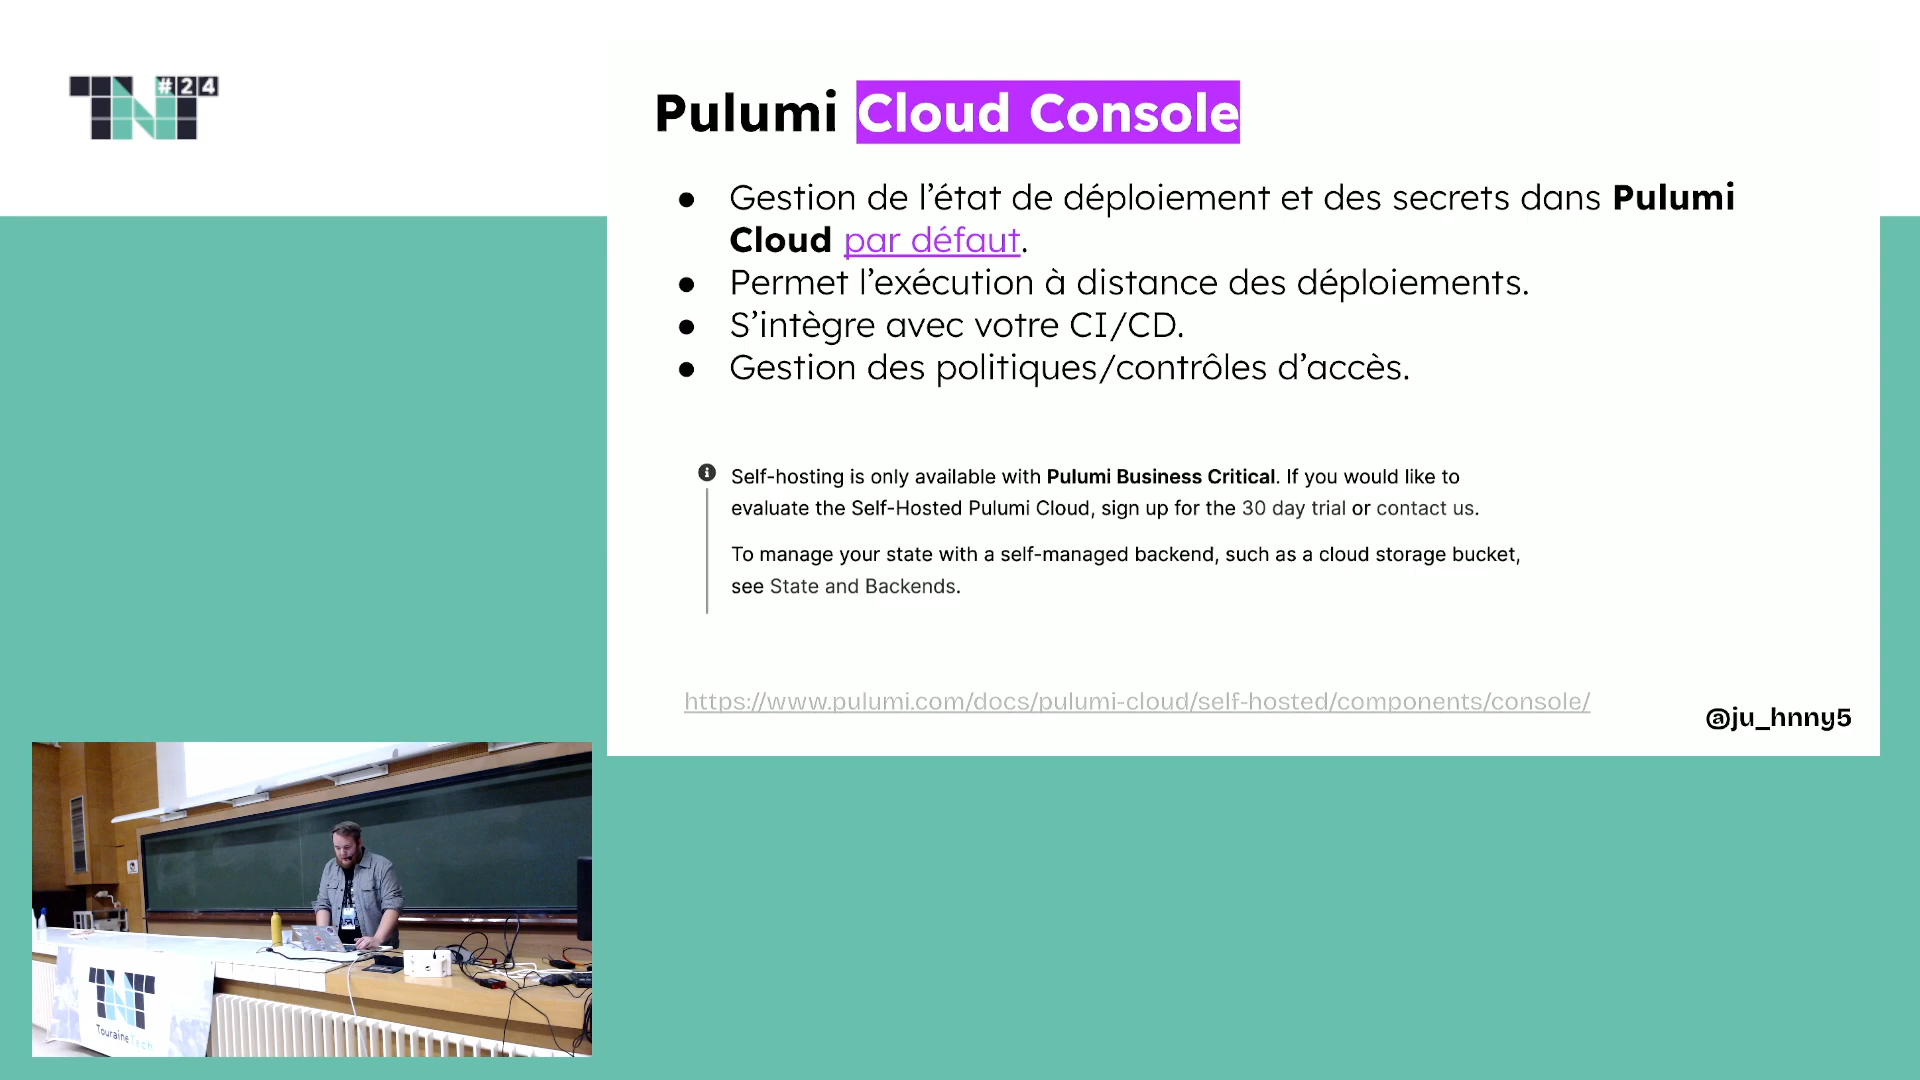 TNT #24
Pulumi Cloud Console
● Gestion de l’état de déploiement et des secrets dans Pulumi
Cloud par défaut.
● Permet l’exécution à distance des déploiements.
● S’intègre avec votre CI/CD.
● Gestion des politiques/contrôles d’accès.
Self-hosting is only available with Pulumi Business Critical. If you would like to
evaluate the Self-Hosted Pulumi Cloud, sign up for the 30 day trial or contact us.
To manage your state with a self-managed backend, such as a cloud storage bucket,
see State and Backends.
https://www.pulumi.com/docs/pulumi-cloud/self-hosted/components/console/
@ju_hnny5
TNT
Touraine Tech